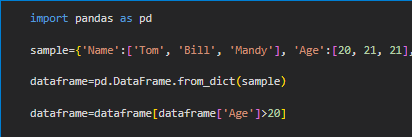 import pandas as pd
sample={'Name':['Tom', 'Bill', 'Mandy'], 'Age':[20, 21, 21],
dataframe=pd.DataFrame.from_dict(sample)
dataframe=dataframe[dataframe['Age']>20]